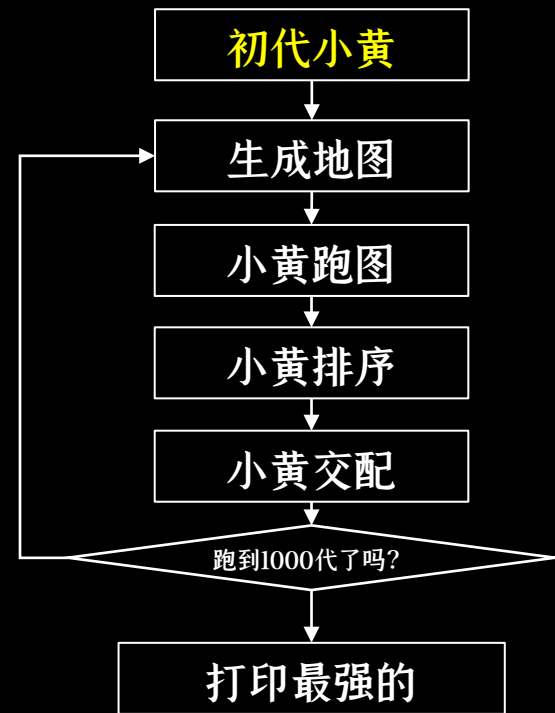 初代小黄
生成地图
小黄跑图
小黄排序
小黄交配
跑到1000代了吗?
打印最强的